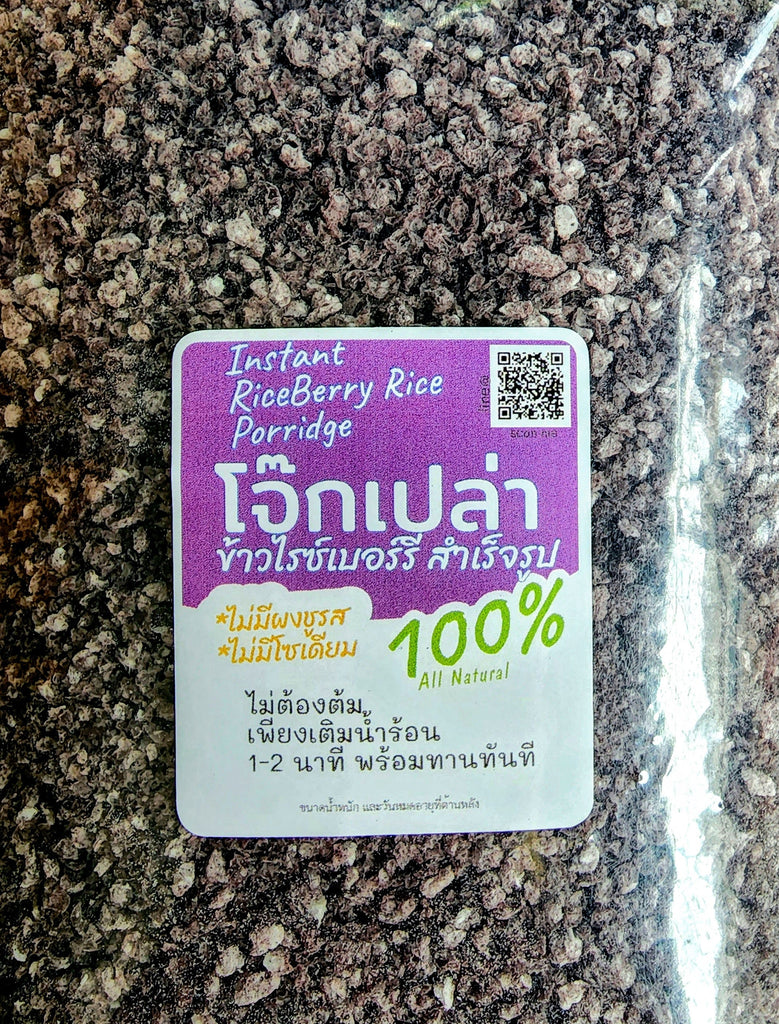 Instant
RiceBerry Rice
Porridge
โจ๊กเปล่า
ข้าวไรซ์เบอร์รี่ สำเร็จรูป
*ไม่มีผงชูรส
*ไม่มีโซเดียม
100%
All Natural
ไม่ต้องต้ม
เพียงเติมน้ำร้อน
1-2 นาที พร้อมทานทันที
ขนาดน้ำหนัก และวันหมดอายุที่ด้านหลัง